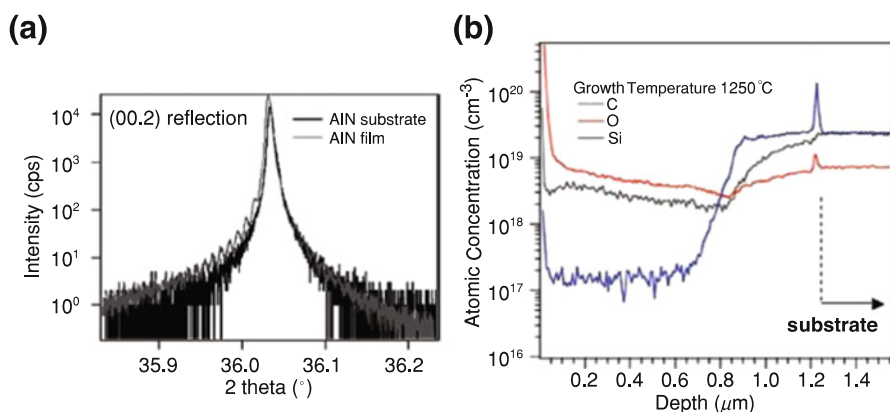 (a)
(00.2) reflection
AlN substrate
AlN film
Intensity (cps)
10⁴
10³
10²
10¹
10⁰
35.9 36.0 36.1 36.2
2 theta (°)
(b)
Growth Temperature 1250°C
C
O
Si
Atomic Concentration (cm⁻³)
10²⁰
10¹⁹
10¹⁸
10¹⁷
10¹⁶
substrate
0.2 0.4 0.6 0.8 1.0 1.2 1.4
Depth (μm)